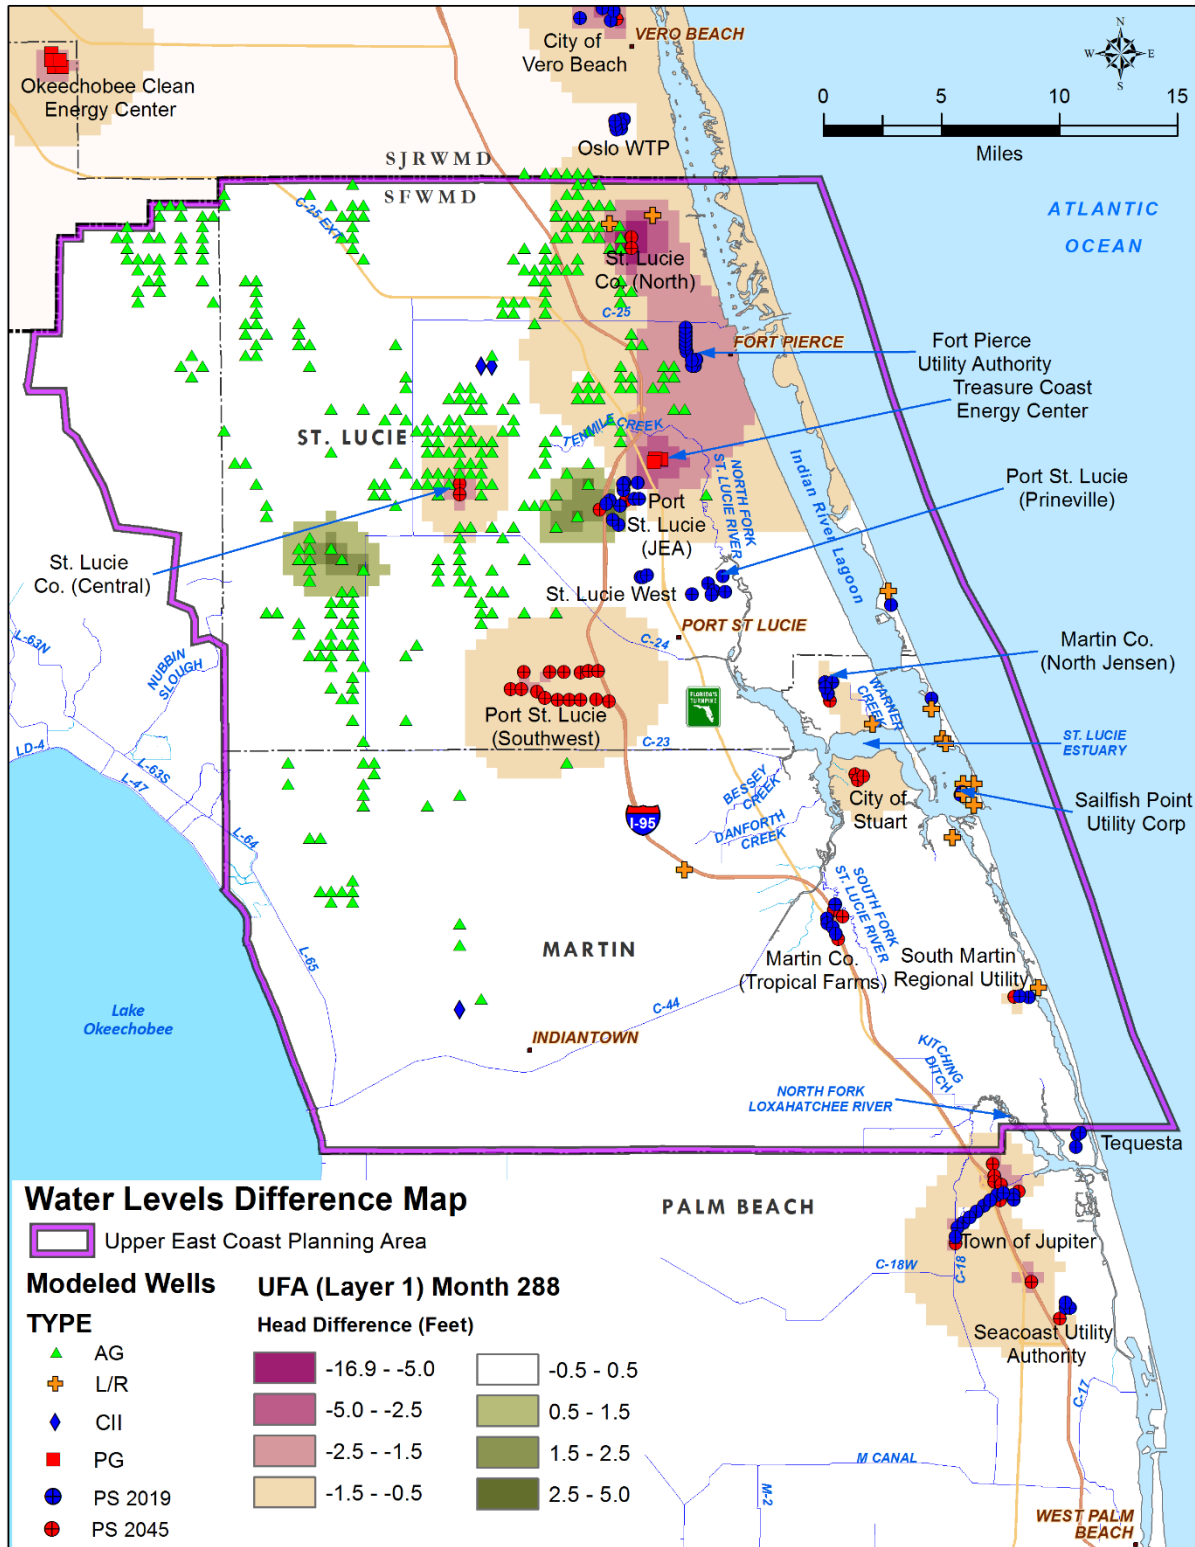 VERO BEACH
City of
Vero Beach
Okeechobee Clean
Energy Center
N
W
E
S
0
5
10
15
Miles
Oslo WTP
SJRWMD
SFWMD
C-25 EXT
ATLANTIC
OCEAN
St. Lucie
Co. (North)
C-25
FORT PIERCE
Fort Pierce
Utility Authority
Treasure Coast
Energy Center
ST. LUCIE
TENMILE CREEK
NORTH FORK
ST. LUCIE RIVER
Indian River Lagoon
Port St. Lucie
(Prineville)
Port
St. Lucie
(JEA)
St. Lucie
Co. (Central)
St. Lucie West
PORT ST LUCIE
C-24
L-63N
NUBBIN
SLOUGH
Martin Co.
(North Jensen)
WARNER
CREEK
FLORIDA'S
TURNPIKE
Port St. Lucie
(Southwest)
C-23
ST. LUCIE
ESTUARY
LD-4
L-63S
L-47
BESSEY
CREEK
City of
Stuart
Sailfish Point
Utility Corp
I-95
DANFORTH
CREEK
L-64
SOUTH FORK
ST. LUCIE RIVER
L-65
MARTIN
Martin Co.
(Tropical Farms)
South Martin
Regional Utility
C-44
Lake
Okeechobee
INDIANTOWN
KITCHING
DITCH
NORTH FORK
LOXAHATCHEE RIVER
Tequesta
PALM BEACH
Town of Jupiter
C-18W
C-18
Seacoast Utility
Authority
C-17
M CANAL
M-2
WEST PALM
BEACH
Water Levels Difference Map
Upper East Coast Planning Area
Modeled Wells
TYPE
AG
L/R
CII
PG
PS 2019
PS 2045
UFA (Layer 1) Month 288
Head Difference (Feet)
-16.9 - -5.0
-5.0 - -2.5
-2.5 - -1.5
-1.5 - -0.5
-0.5 - 0.5
0.5 - 1.5
1.5 - 2.5
2.5 - 5.0